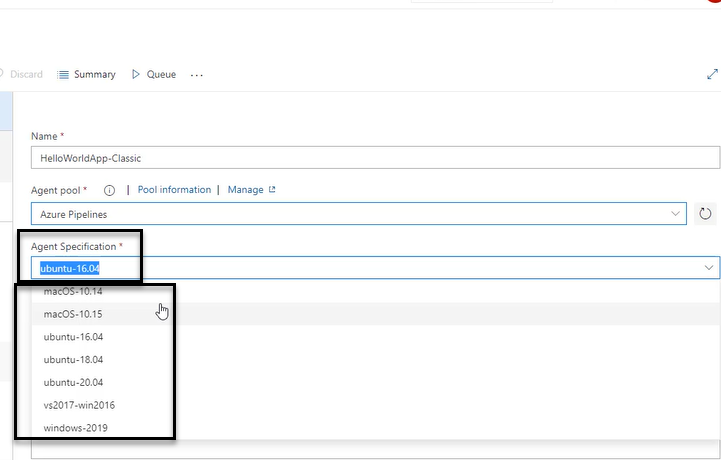 Discard Summary Queue ...
Name *
HelloWorldApp-Classic
Agent pool * | Pool information | Manage
Azure Pipelines
Agent Specification *
ubuntu-16.04
macOS-10.14
macOS-10.15
ubuntu-16.04
ubuntu-18.04
ubuntu-20.04
vs2017-win2016
windows-2019